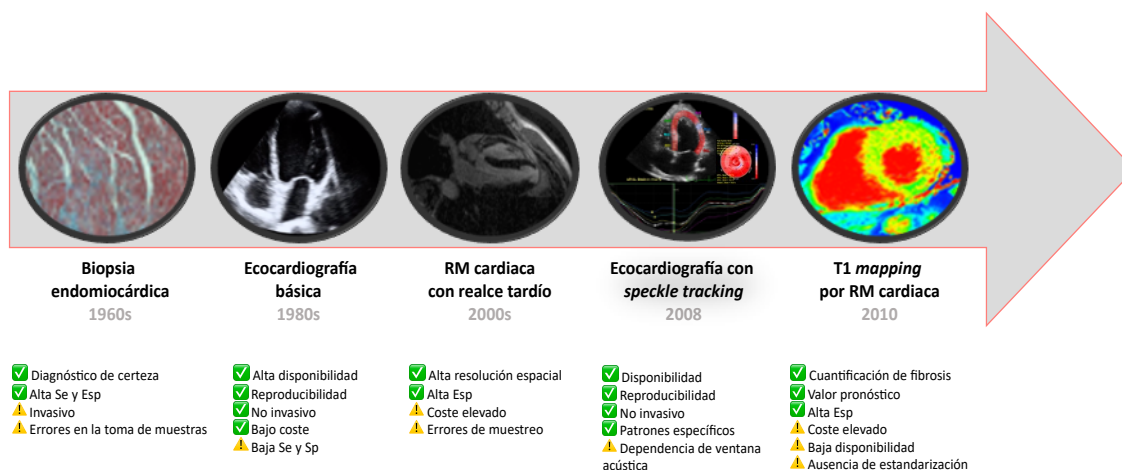 Biopsia
endomiocárdica
1960s
Ecocardiografía
básica
1980s
RM cardiaca
con realce tardío
2000s
Ecocardiografía con
speckle tracking
2008
T1 mapping
por RM cardiaca
2010
✅ Diagnóstico de certeza
✅ Alta Se y Esp
⚠ Invasivo
⚠ Errores en la toma de muestras
✅ Alta disponibilidad
✅ Reproducibilidad
✅ No invasivo
✅ Bajo coste
⚠ Baja Se y Sp
✅ Alta resolución espacial
✅ Alta Esp
⚠ Coste elevado
⚠ Errores de muestreo
✅ Disponibilidad
✅ Reproducibilidad
✅ No invasivo
✅ Patrones específicos
⚠ Dependencia de ventana
acústica
✅ Cuantificación de fibrosis
✅ Valor pronóstico
✅ Alta Esp
⚠ Coste elevado
⚠ Baja disponibilidad
⚠ Ausencia de estandarización